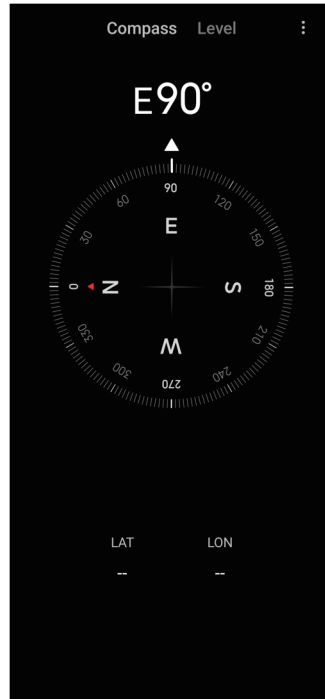 Compass Level
E90°
90
60 120
E
30 150
0 N S 180
330 210
W
300 240
270
LAT LON
-- --